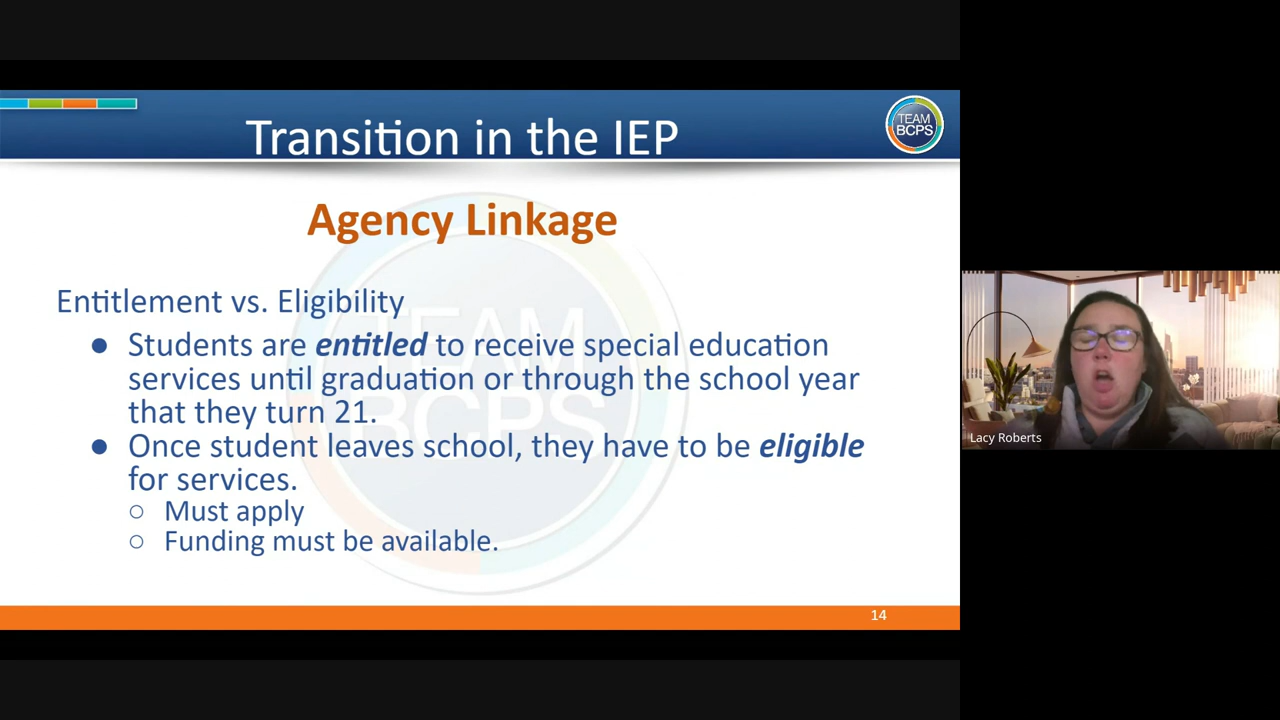 Transition in the IEP
TEAM
BCPS
Agency Linkage
Entitlement vs. Eligibility
● Students are entitled to receive special education
services until graduation or through the school year
that they turn 21.
● Once student leaves school, they have to be eligible
for services.
○ Must apply
○ Funding must be available.
TEAM
BCPS
14
Lacy Roberts